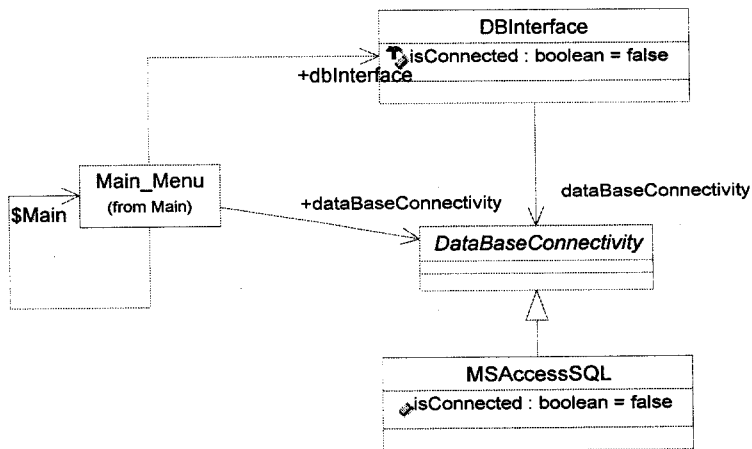 DBInterface
isConnected : boolean = false
+dbInterface
Main_Menu
(from Main)
$Main
+dataBaseConnectivity
dataBaseConnectivity
DataBaseConnectivity
MSAccessSQL
isConnected : boolean = false